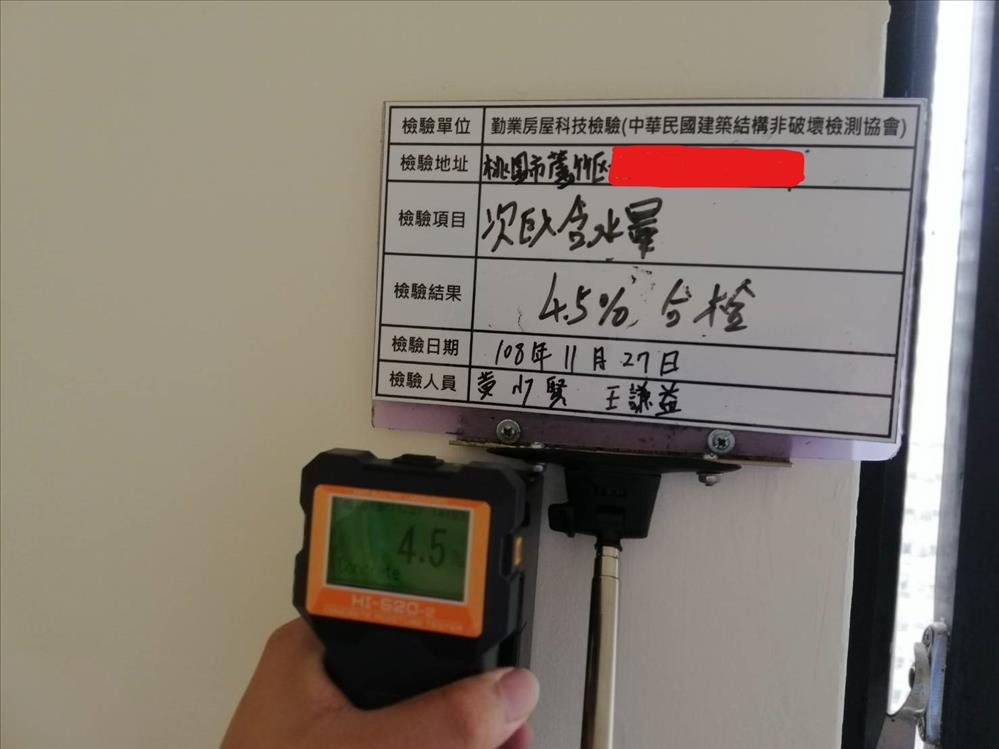 檢驗單位 勤業房屋科技檢驗(中華民國建築結構非破壞檢測協會)
檢驗地址 桃園市蘆竹區
檢驗項目 次臥含水量
檢驗結果 4.5% 合格
檢驗日期 108年11月27日
檢驗人員 黃 賢 王謙益
4.5
Concrete
HI-520-2
CONCRETE MOISTURE TESTER